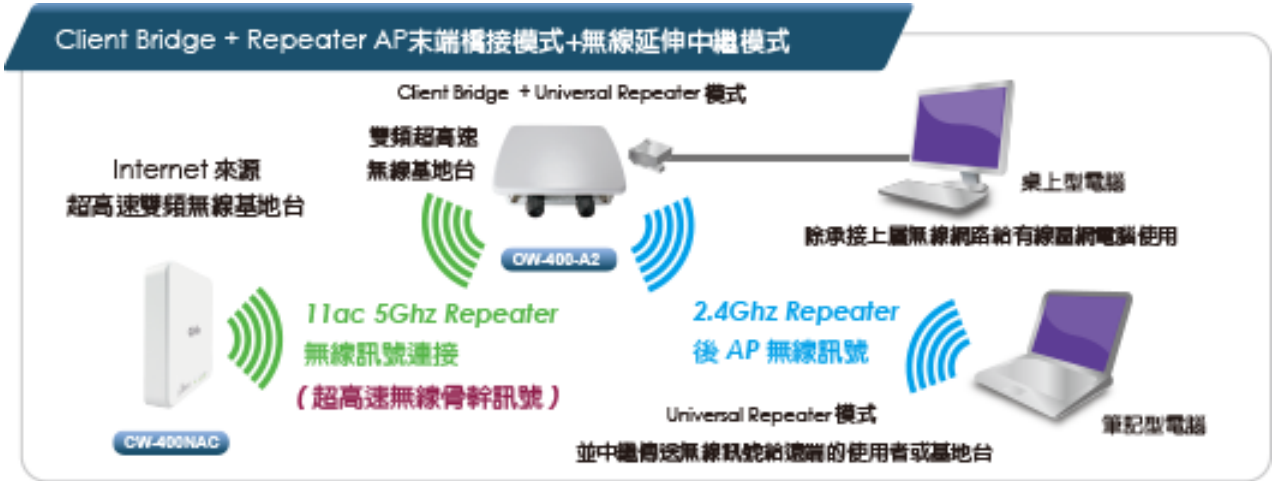 Client Bridge + Repeater AP末端橋接模式+無線延伸中繼模式
Client Bridge + Universal Repeater 模式
雙頻超高速
無線基地台
Internet 來源
超高速雙頻無線基地台
桌上型電腦
除承接上層無線網路給有線區網電腦使用
OW-400-A2
11ac 5Ghz Repeater
無線訊號連接
(超高速無線骨幹訊號)
2.4Ghz Repeater
後 AP 無線訊號
CW-400NAC
Universal Repeater 模式
並中繼傳送無線訊號給遠端的使用者或基地台
筆記型電腦